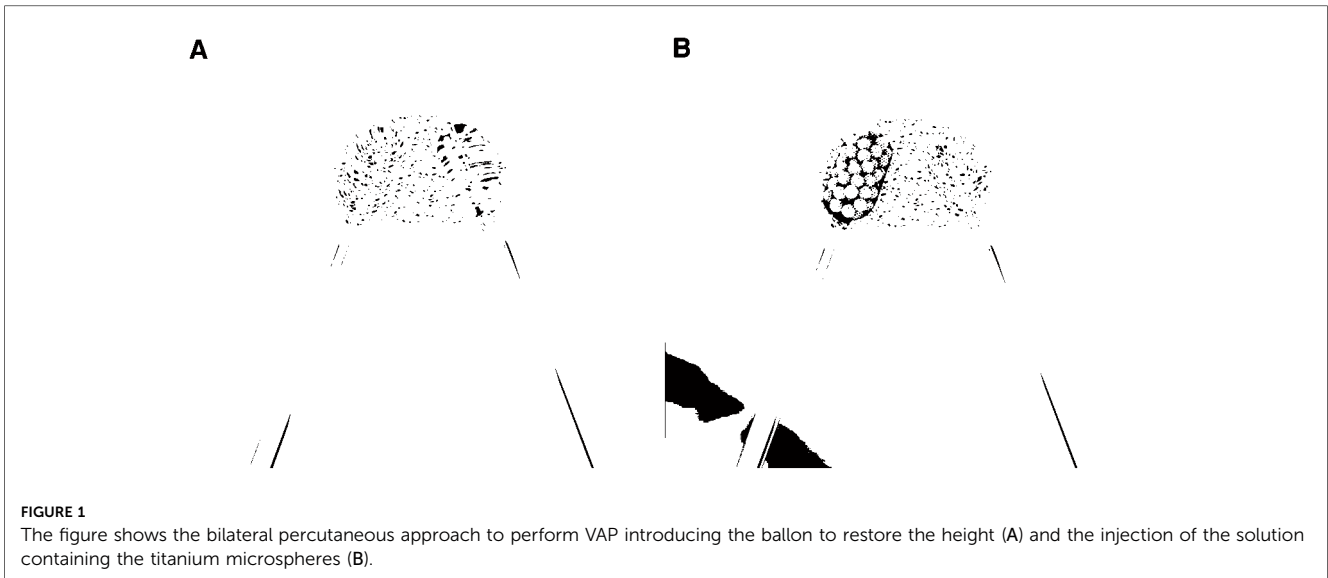 A
B
FIGURE 1
The figure shows the bilateral percutaneous approach to perform VAP introducing the ballon to restore the height (A) and the injection of the solution
containing the titanium microspheres (B).